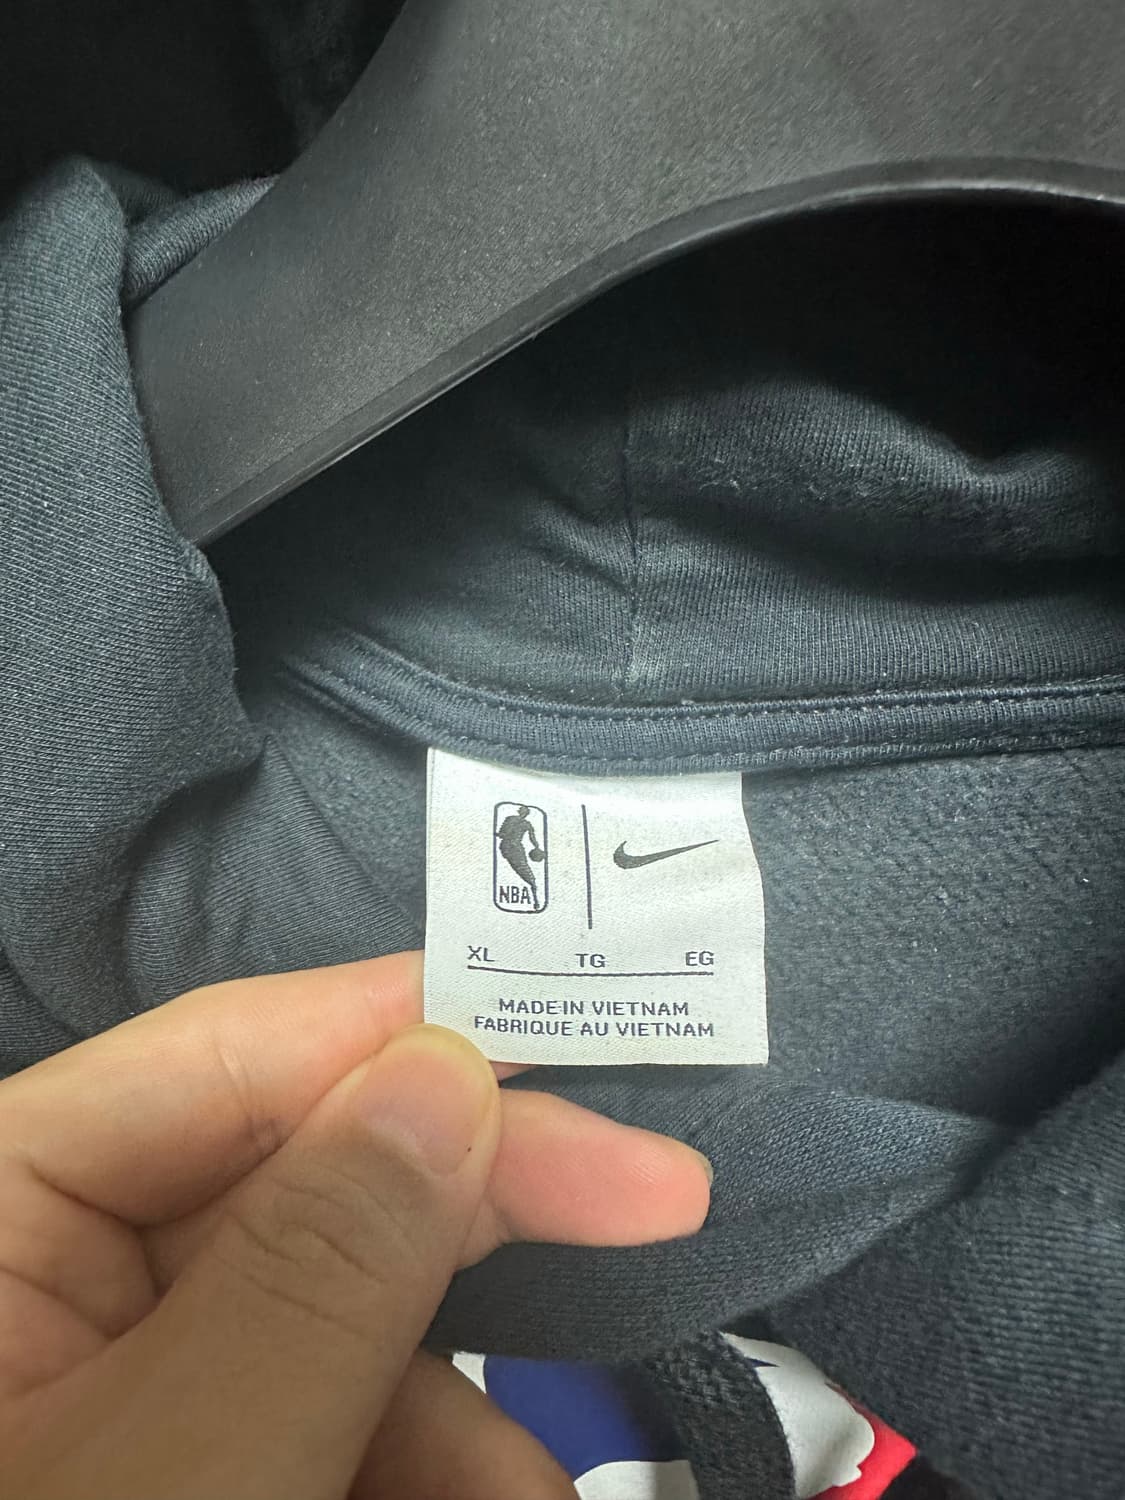 NBA
XL TG EG
MADE IN VIETNAM
FABRIQUE AU VIETNAM